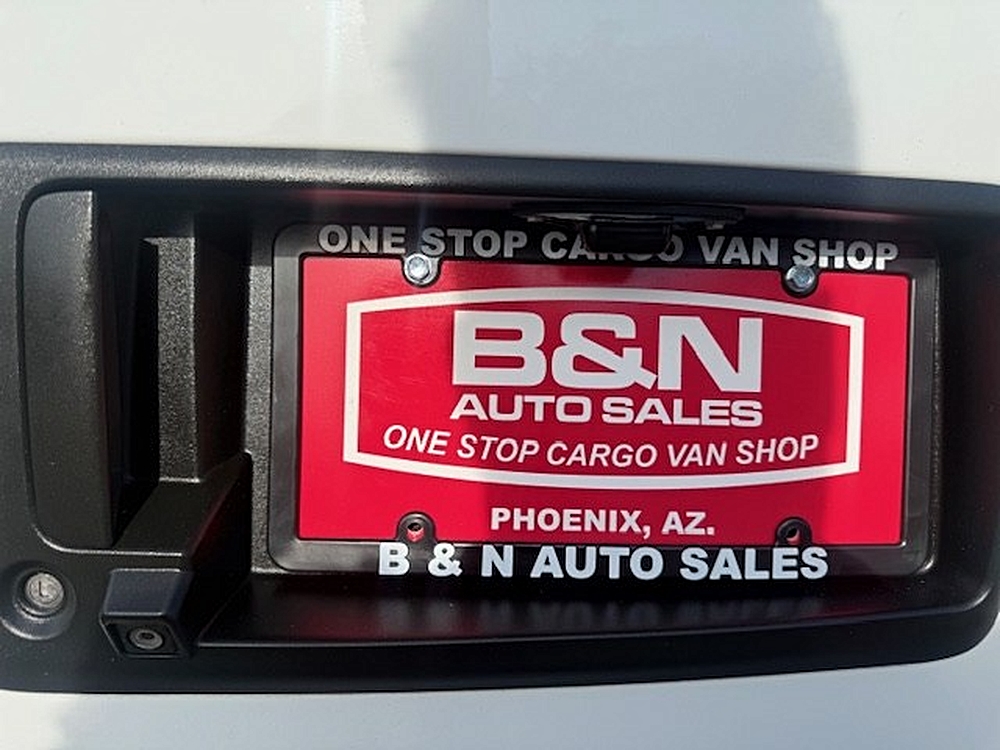 ONE STOP CARGO VAN SHOP
B&N
AUTO SALES
ONE STOP CARGO VAN SHOP
PHOENIX, AZ.
B & N AUTO SALES